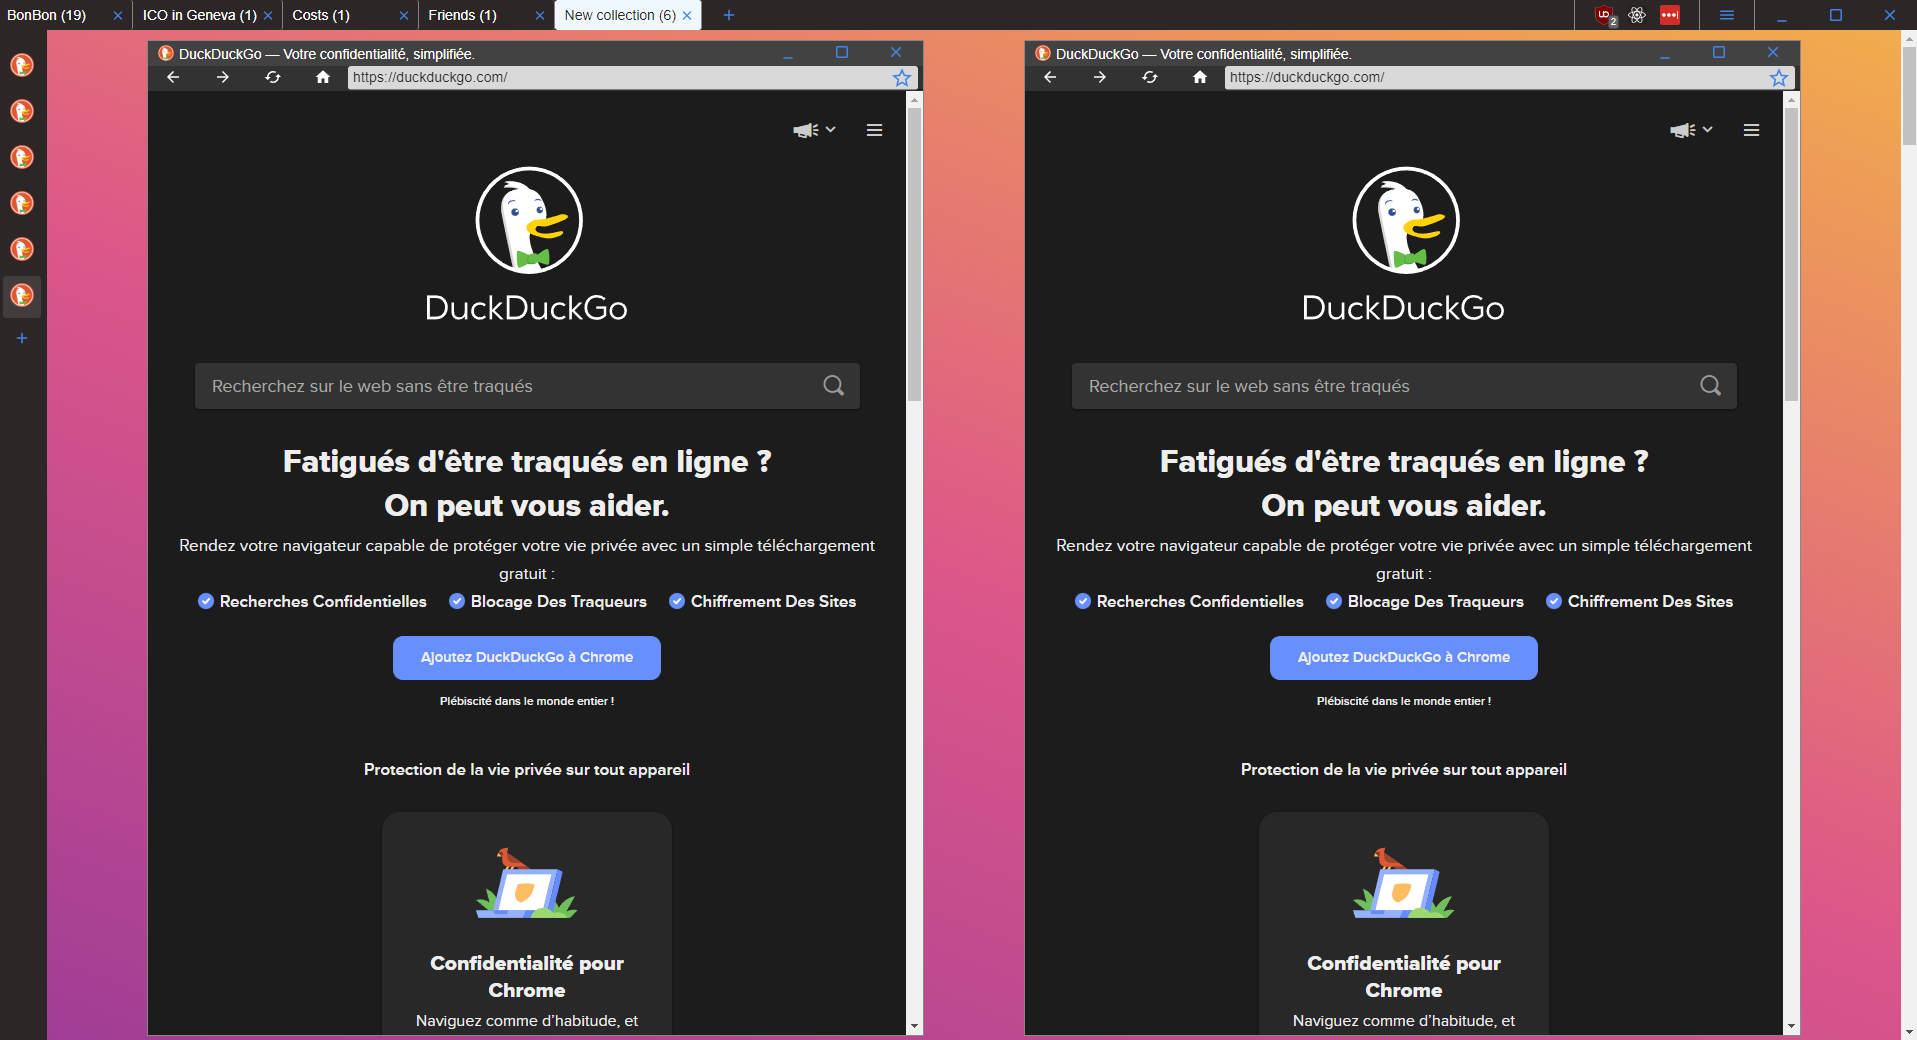 BonBon (19)
ICO in Geneva (1)
Costs (1)
Friends (1)
New collection (6)
2
DuckDuckGo — Votre confidentialité, simplifiée.
https://duckduckgo.com/
DuckDuckGo
Recherchez sur le web sans être traqués
Fatigués d'être traqués en ligne ?
On peut vous aider.
Rendez votre navigateur capable de protéger votre vie privée avec un simple téléchargement
gratuit :
Recherches Confidentielles
Blocage Des Traqueurs
Chiffrement Des Sites
Ajoutez DuckDuckGo à Chrome
Plébiscité dans le monde entier !
Protection de la vie privée sur tout appareil
Confidentialité pour
Chrome
Naviguez comme d’habitude, et
DuckDuckGo — Votre confidentialité, simplifiée.
https://duckduckgo.com/
DuckDuckGo
Recherchez sur le web sans être traqués
Fatigués d'être traqués en ligne ?
On peut vous aider.
Rendez votre navigateur capable de protéger votre vie privée avec un simple téléchargement
gratuit :
Recherches Confidentielles
Blocage Des Traqueurs
Chiffrement Des Sites
Ajoutez DuckDuckGo à Chrome
Plébiscité dans le monde entier !
Protection de la vie privée sur tout appareil
Confidentialité pour
Chrome
Naviguez comme d’habitude, et